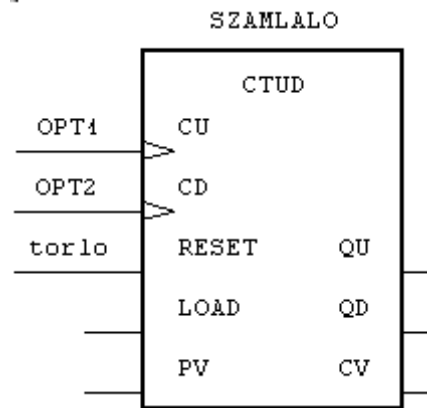 SZAMLALO
CTUD
OPT1 CU
OPT2 CD
torlo RESET QU
LOAD QD
PV CV